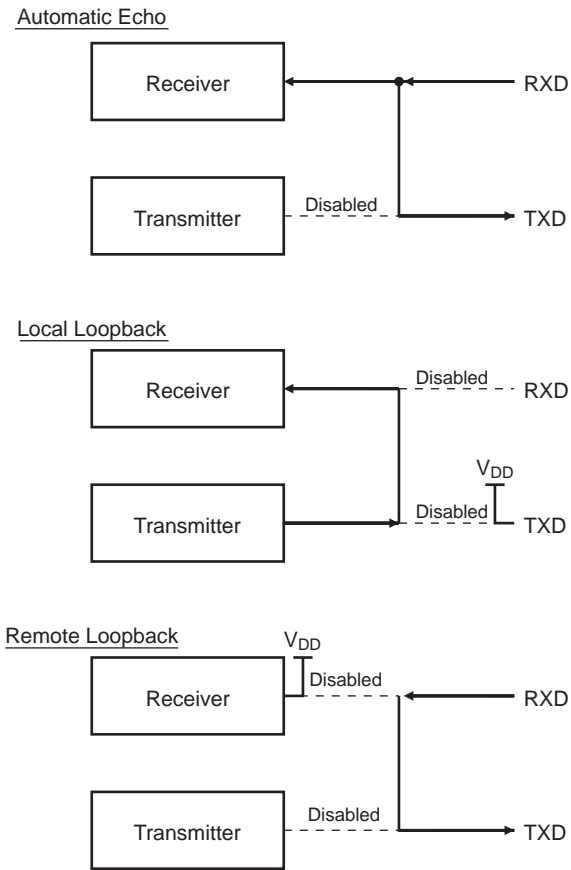 Automatic Echo
Receiver
RXD
Transmitter
Disabled
TXD
Local Loopback
Receiver
Disabled
RXD
VDD
Transmitter
Disabled
TXD
Remote Loopback
VDD
Receiver
Disabled
RXD
Transmitter
Disabled
TXD